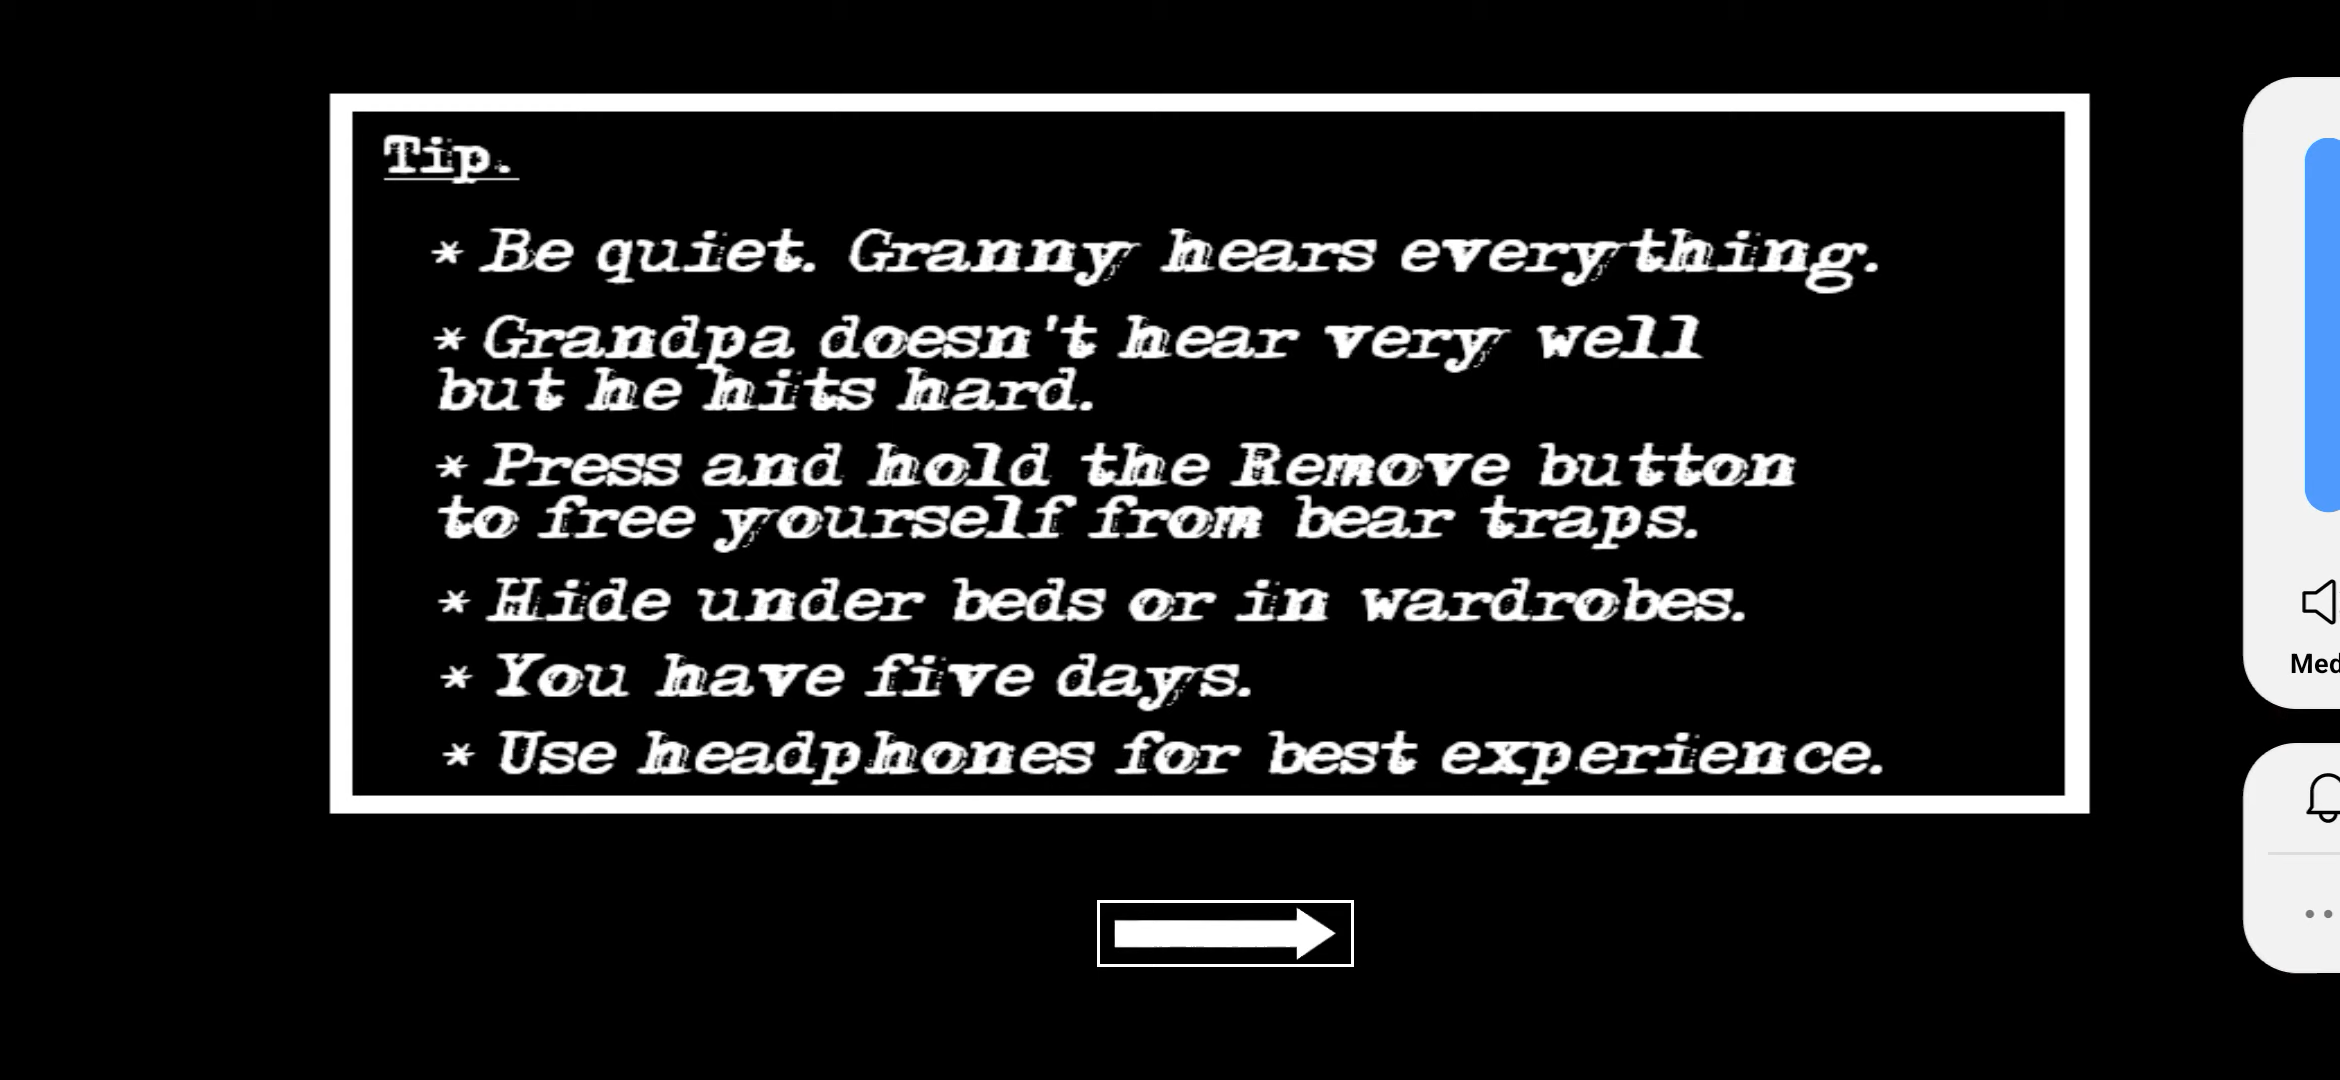 Tip.
* Be quiet. Granny hears everything.
* Grandpa doesn't hear very well
but he hits hard.
* Press and hold the Remove button
to free yourself from bear traps.
* Hide under beds or in wardrobes.
* You have five days.
* Use headphones for best experience.
Med